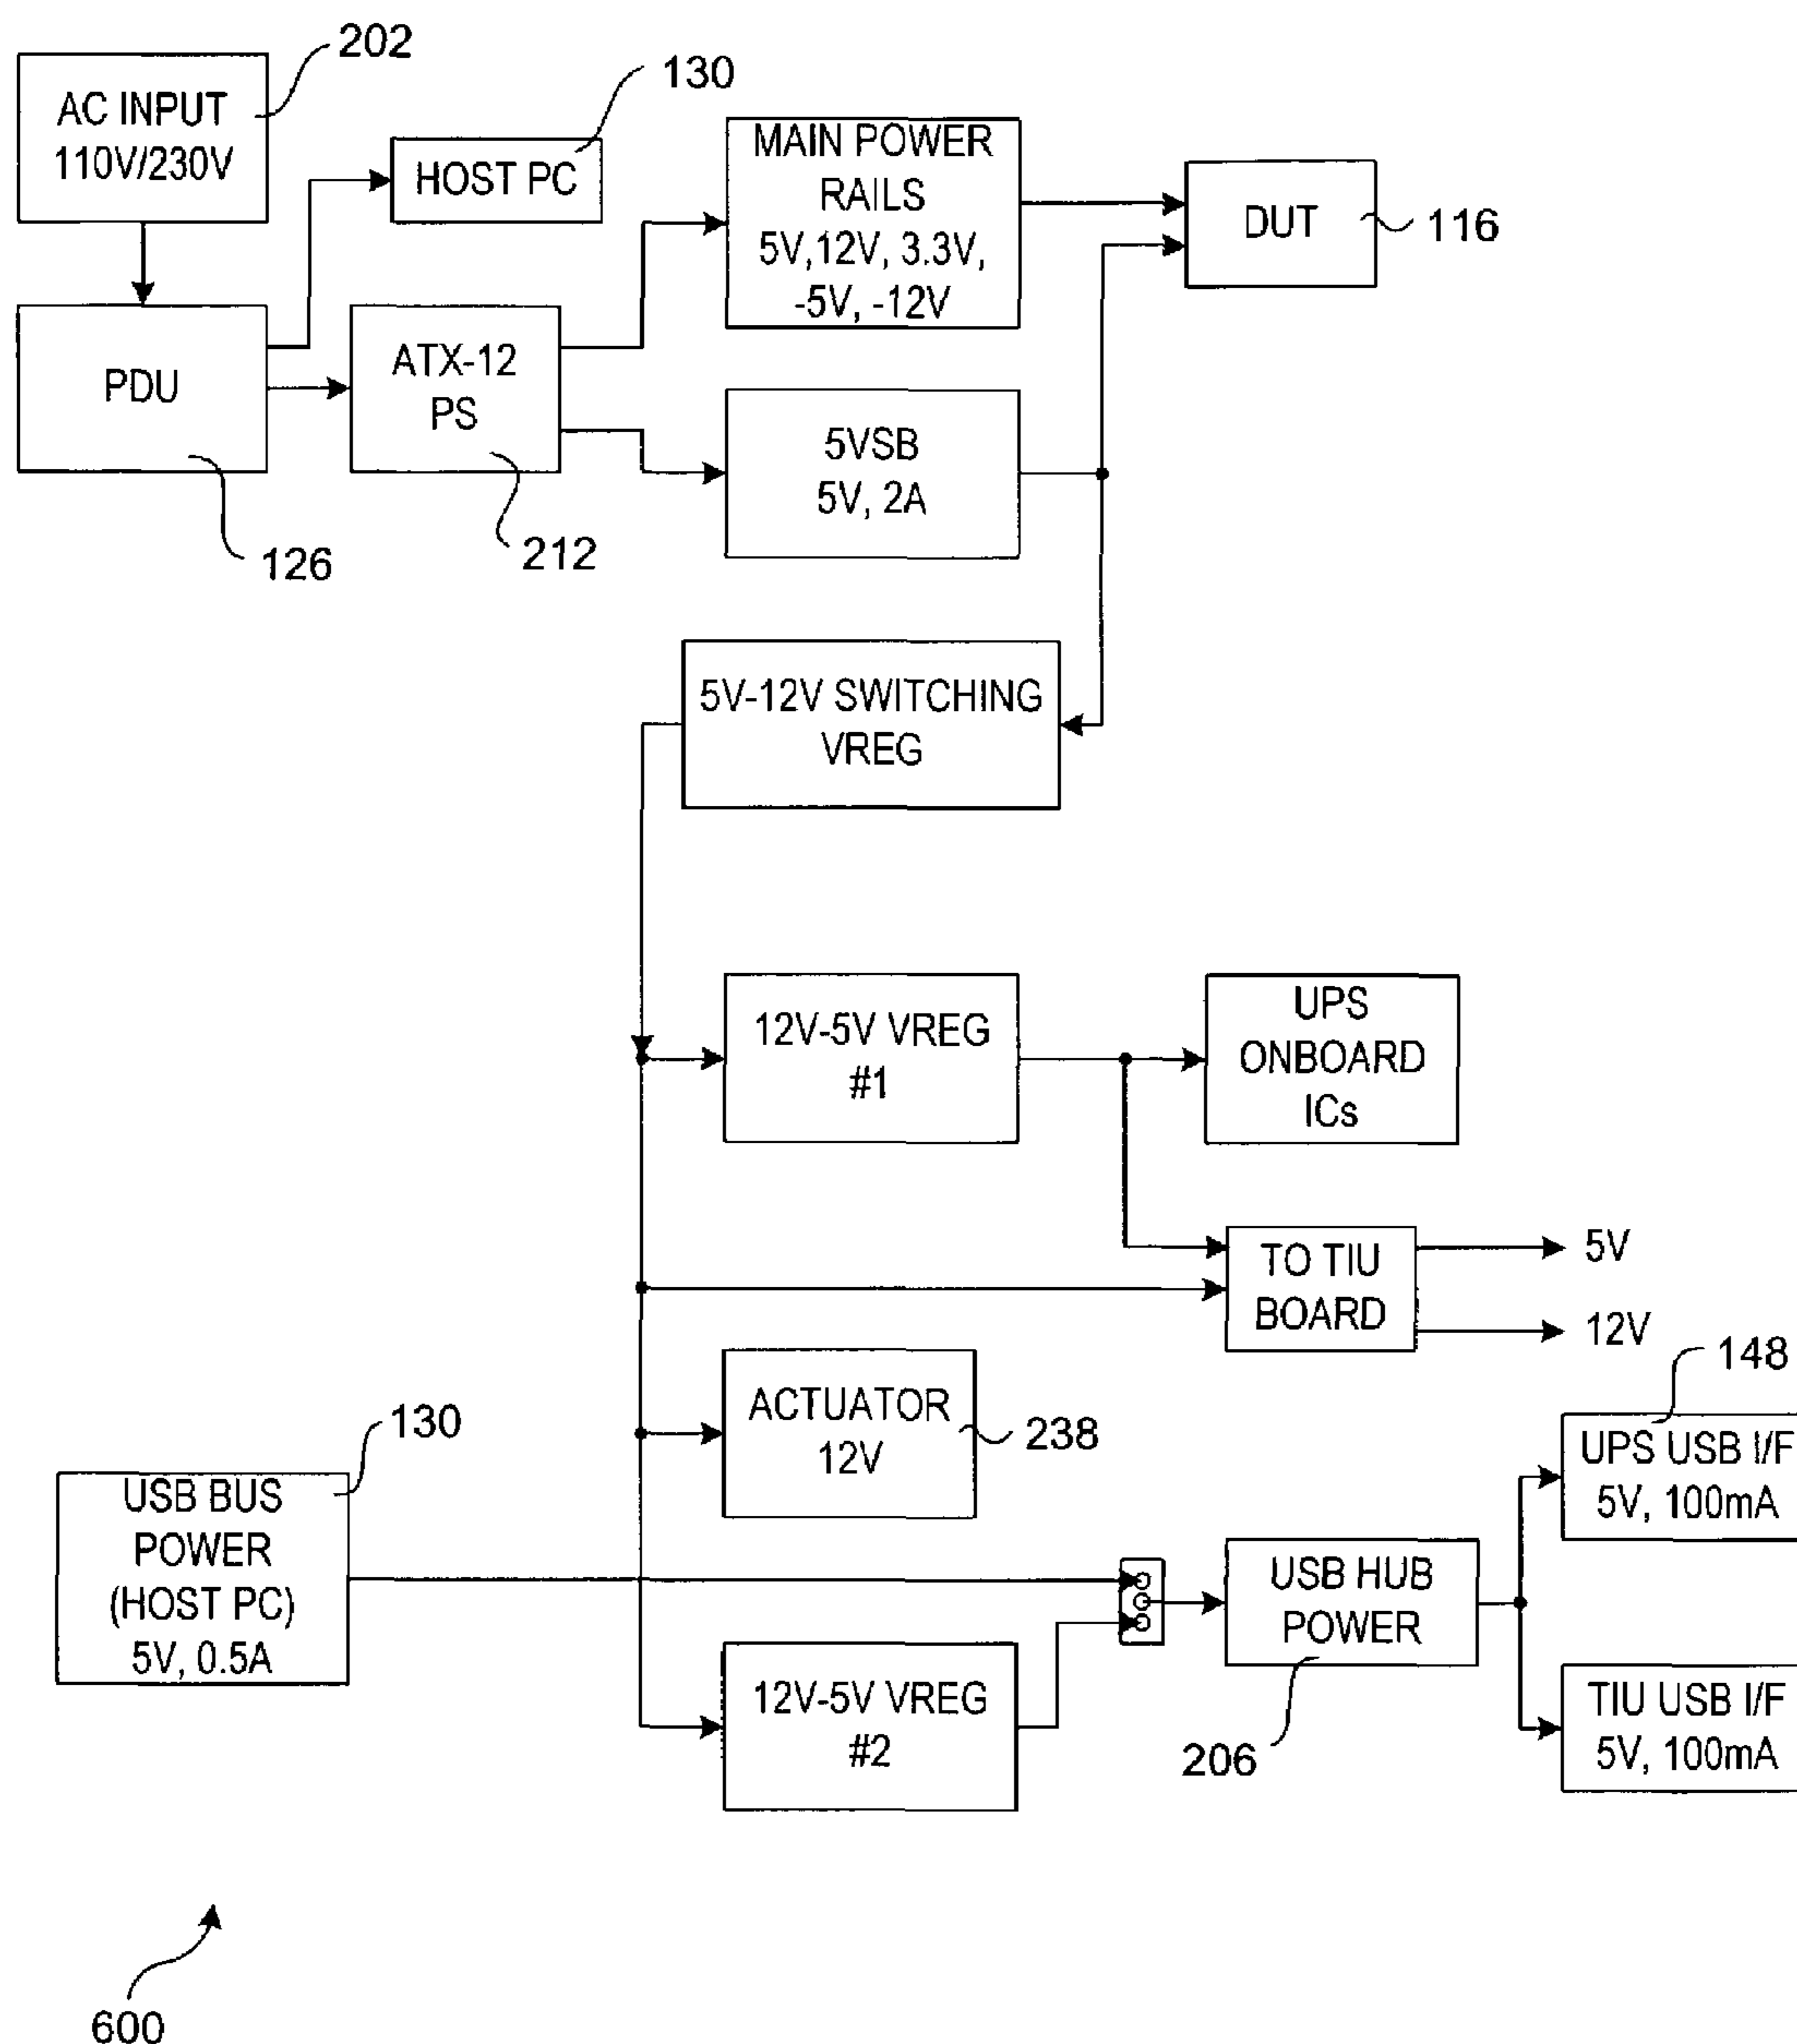 202
AC INPUT
110V/230V
130
HOST PC
MAIN POWER
RAILS
5V,12V, 3.3V,
-5V, -12V
DUT
116
PDU
126
ATX-12
PS
212
5VSB
5V, 2A
5V-12V SWITCHING
VREG
12V-5V VREG
#1
UPS
ONBOARD
ICs
TO TIU
BOARD
5V
12V
ACTUATOR
12V
238
148
UPS USB I/F
5V, 100mA
130
USB BUS
POWER
(HOST PC)
5V, 0.5A
USB HUB
POWER
206
12V-5V VREG
#2
TIU USB I/F
5V, 100mA
600